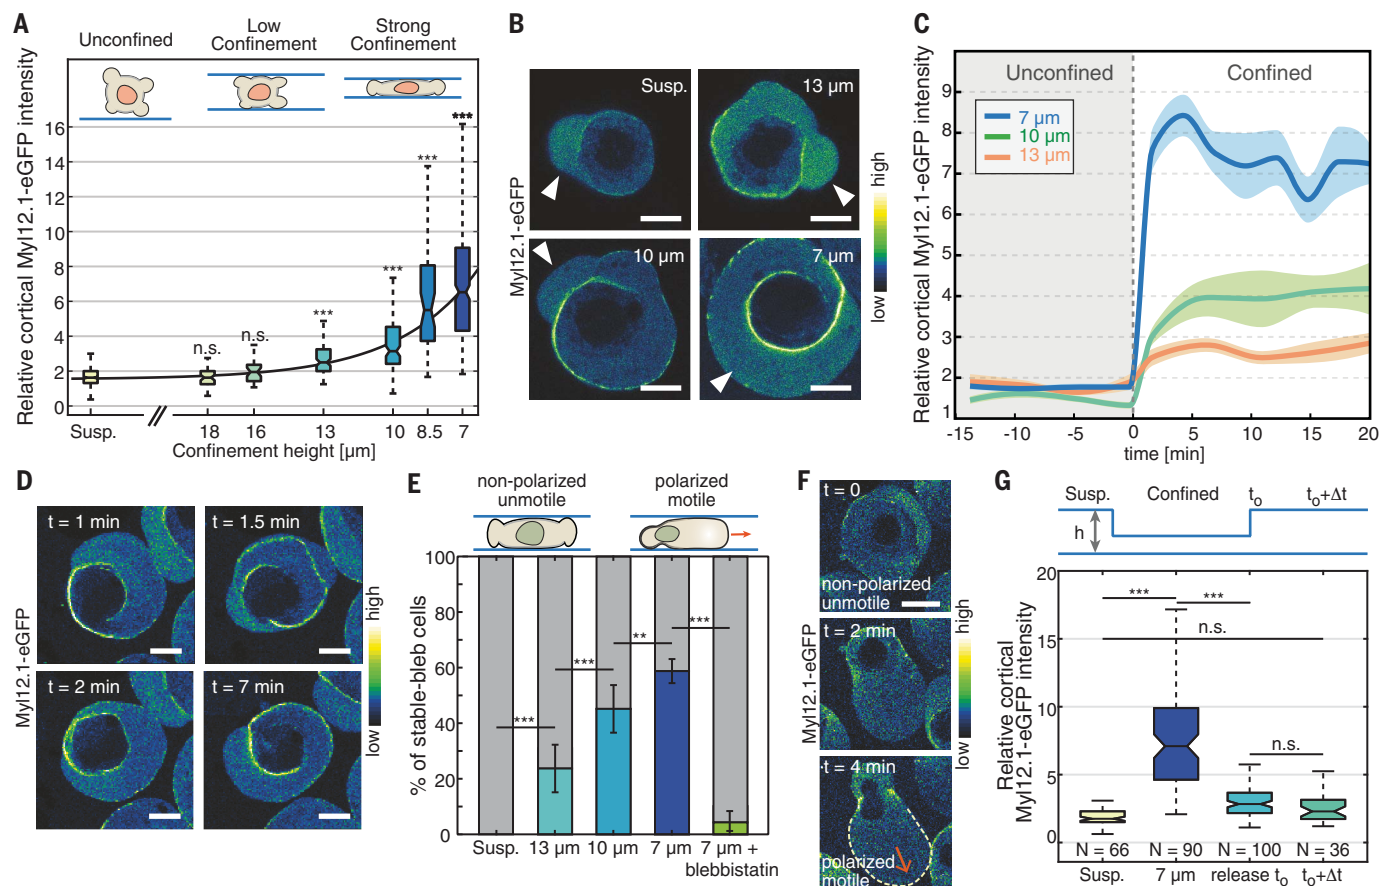 A
Unconfined
Low
Confinement
Strong
Confinement
Relative cortical Myl12.1-eGFP intensity
16
14
12
10
8
6
4
2
0
n.s.
n.s.
***
***
***
***
Susp.
18
16
13
10
8.5
7
Confinement height [µm]
B
Myl12.1-eGFP
Susp.
13 µm
10 µm
7 µm
high
low
C
Relative cortical Myl12.1-eGFP intensity
Unconfined
Confined
7 µm
10 µm
13 µm
9
8
7
6
5
4
3
2
1
-15
-10
-5
0
5
10
15
20
time [min]
D
Myl12.1-eGFP
t = 1 min
t = 1.5 min
t = 2 min
t = 7 min
high
low
E
non-polarized
unmotile
polarized
motile
% of stable-bleb cells
100
80
60
40
20
0
***
***
**
***
Susp.
13 µm
10 µm
7 µm
7 µm +
blebbistatin
F
Myl12.1-eGFP
t = 0
non-polarized
unmotile
t = 2 min
t = 4 min
polarized
motile
high
low
G
Susp.
Confined
to
to+Δt
h
Relative cortical
Myl12.1-eGFP intensity
20
15
10
5
0
***
***
n.s.
n.s.
N = 66
N = 90
N = 100
N = 36
Susp.
7 µm
release to
to+Δt